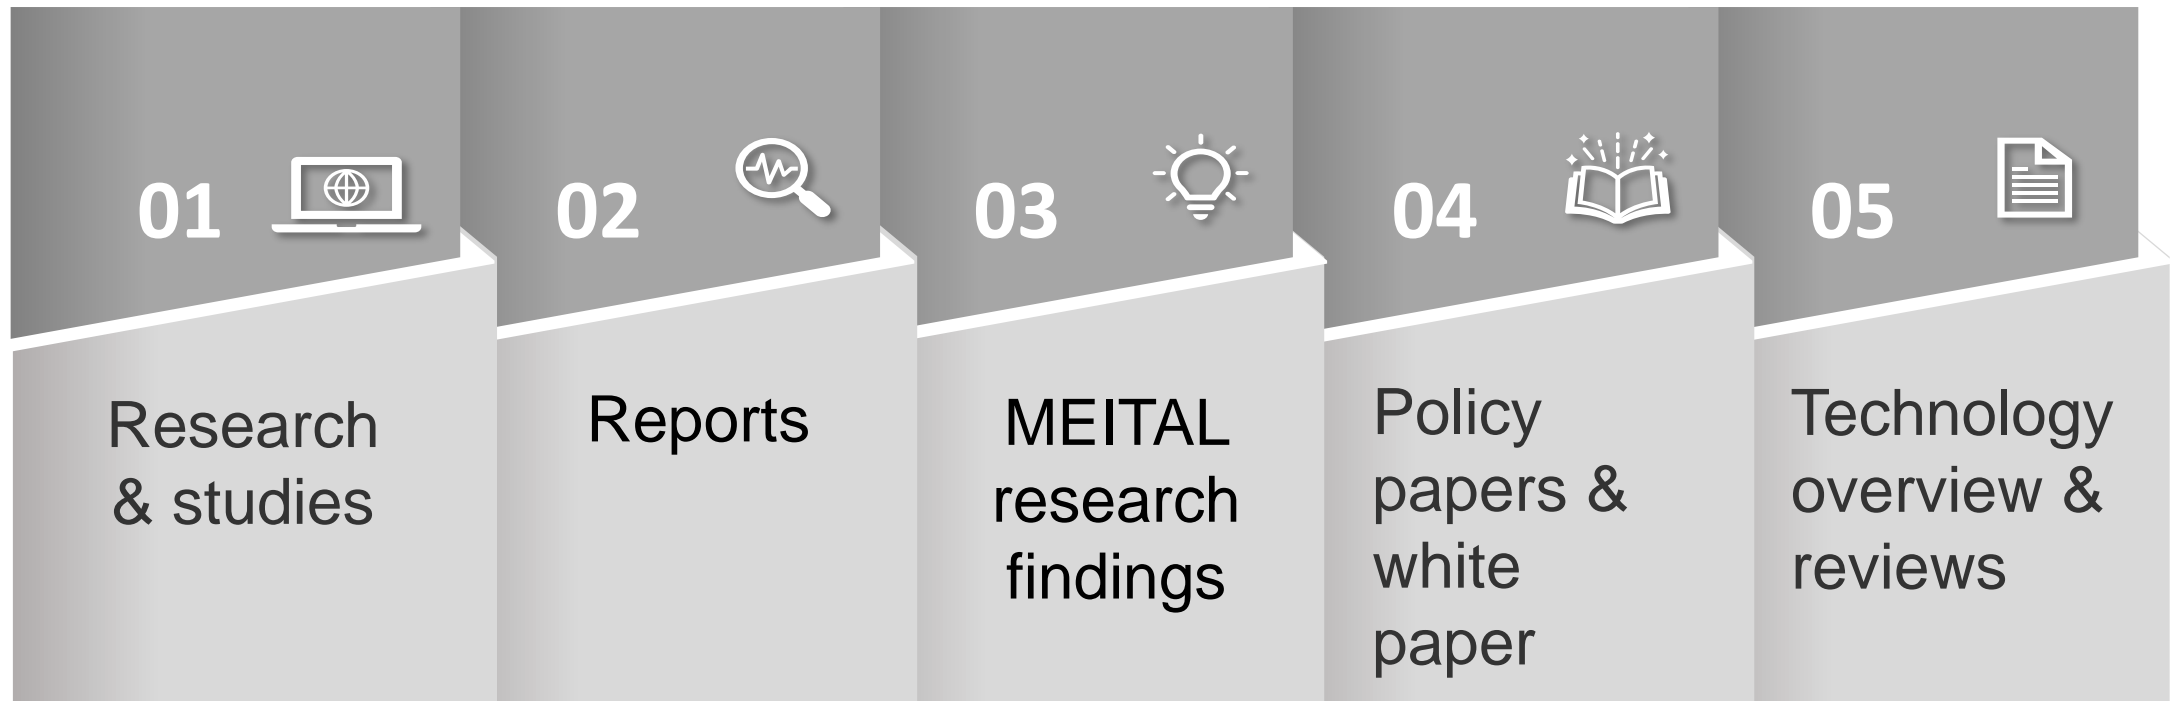 01
Research
& studies
02
Reports
03
MEITAL
research
findings
04
Policy
papers &
white
paper
05
Technology
overview &
reviews